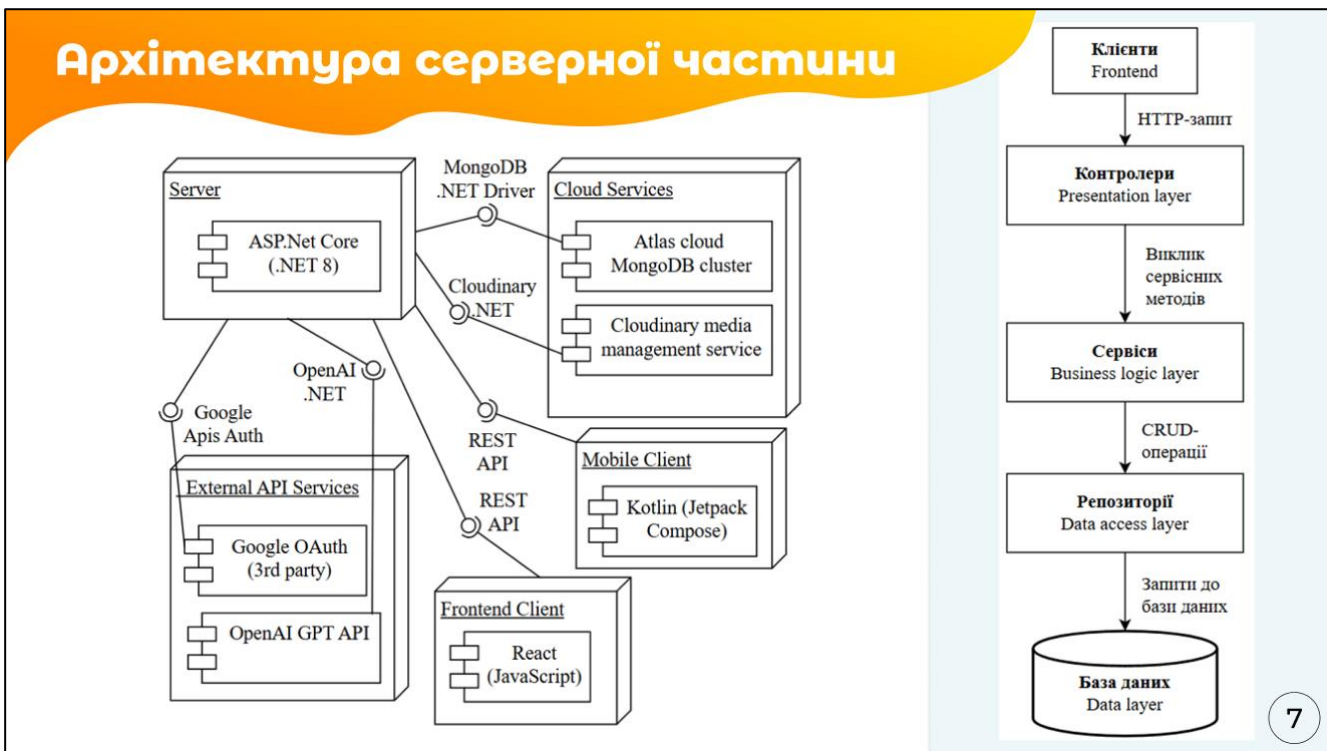 Архітектура серверної частини
Server
ASP.Net Core
(.NET 8)
MongoDB
.NET Driver
Cloudinary
.NET
Cloud Services
Atlas cloud
MongoDB cluster
Cloudinary media
management service
OpenAI
.NET
Google
Apis Auth
REST
API
REST
API
External API Services
Google OAuth
(3rd party)
OpenAI GPT API
Mobile Client
Kotlin (Jetpack
Compose)
Frontend Client
React
(JavaScript)
Клієнти
Frontend
HTTP-запит
Контролери
Presentation layer
Виклик
сервісних
методів
Сервіси
Business logic layer
CRUD-
операції
Репозиторії
Data access layer
Запити до
бази даних
База даних
Data layer
7